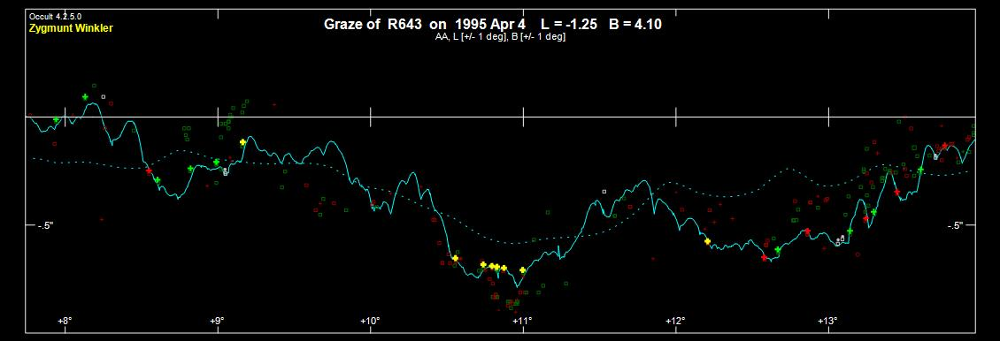 Occult 4.2.5.0
Zygmunt Winkler
Graze of R643 on 1995 Apr 4 L = -1.25 B = 4.10
AA, L [+/- 1 deg], B [+/- 1 deg]
-.5" -.5"
+8° +9° +10° +11° +12° +13°